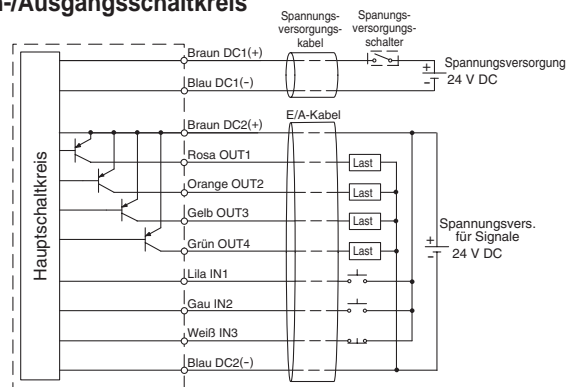 -/Ausgangsschaltkreis
Spannungs-
versorgungs-
kabel
Spanungs-
versorgungs-
schalter
Braun DC1(+)
Spannungsversorgung
24 V DC
+
−
Blau DC1(−)
E/A-Kabel
Braun DC2(+)
Rosa OUT1
Last
Orange OUT2
Last
Gelb OUT3
Last
Grün OUT4
Last
Spannungsvers.
für Signale
24 V DC
+
−
Hauptschaltkreis
Lila IN1
Gau IN2
Weiß IN3
Blau DC2(−)